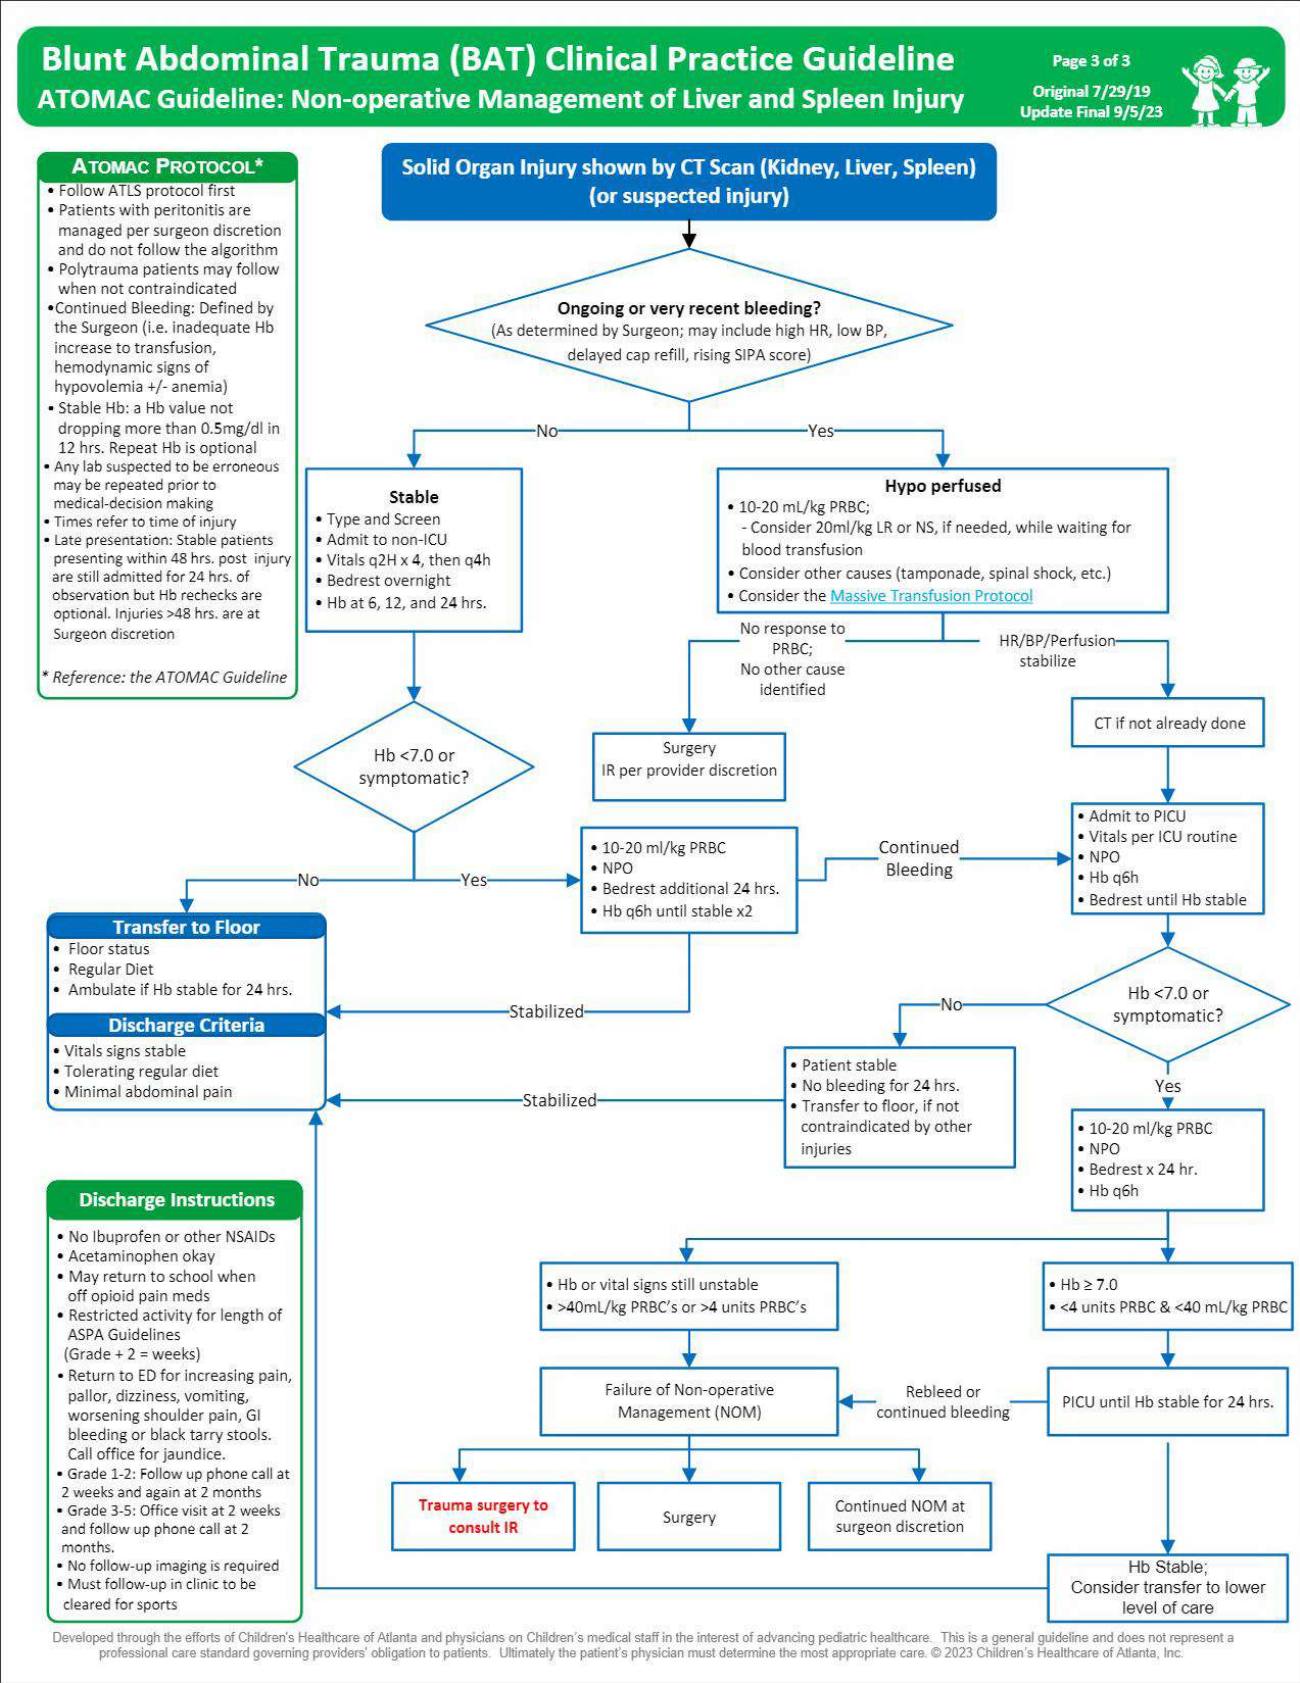 Blunt Abdominal Trauma (BAT) Clinical Practice Guideline
ATOMAC Guideline: Non-operative Management of Liver and Spleen Injury
Page 3 of 3
Original 7/29/19
Update Final 9/5/23
ATOMAC PROTOCOL*
• Follow ATLS protocol first
• Patients with peritonitis are
managed per surgeon discretion
and do not follow the algorithm
• Polytrauma patients may follow
when not contraindicated
•Continued Bleeding: Defined by
the Surgeon (i.e. inadequate Hb
increase to transfusion,
hemodynamic signs of
hypovolemia +/- anemia)
• Stable Hb: a Hb value not
dropping more than 0.5mg/dl in
12 hrs. Repeat Hb is optional
• Any lab suspected to be erroneous
may be repeated prior to
medical-decision making
• Times refer to time of injury
• Late presentation: Stable patients
presenting within 48 hrs. post injury
are still admitted for 24 hrs. of
observation but Hb rechecks are
optional. Injuries >48 hrs. are at
Surgeon discretion
* Reference: the ATOMAC Guideline
Solid Organ Injury shown by CT Scan (Kidney, Liver, Spleen)
(or suspected injury)
Ongoing or very recent bleeding?
(As determined by Surgeon; may include high HR, low BP,
delayed cap refill, rising SIPA score)
No
Yes
Stable
• Type and Screen
• Admit to non-ICU
• Vitals q2H x 4, then q4h
• Bedrest overnight
• Hb at 6, 12, and 24 hrs.
Hypo perfused
• 10-20 mL/kg PRBC;
- Consider 20ml/kg LR or NS, if needed, while waiting for
blood transfusion
• Consider other causes (tamponade, spinal shock, etc.)
• Consider the Massive Transfusion Protocol
No response to
PRBC;
No other cause
identified
HR/BP/Perfusion
stabilize
Surgery
IR per provider discretion
CT if not already done
Hb <7.0 or
symptomatic?
No
Yes
• 10-20 ml/kg PRBC
• NPO
• Bedrest additional 24 hrs.
• Hb q6h until stable x2
Continued
Bleeding
• Admit to PICU
• Vitals per ICU routine
• NPO
• Hb q6h
• Bedrest until Hb stable
Transfer to Floor
• Floor status
• Regular Diet
• Ambulate if Hb stable for 24 hrs.
Discharge Criteria
• Vitals signs stable
• Tolerating regular diet
• Minimal abdominal pain
Stabilized
Hb <7.0 or
symptomatic?
No
Yes
• Patient stable
• No bleeding for 24 hrs.
• Transfer to floor, if not
contraindicated by other
injuries
Stabilized
• 10-20 ml/kg PRBC
• NPO
• Bedrest x 24 hr.
• Hb q6h
Discharge Instructions
• No Ibuprofen or other NSAIDs
• Acetaminophen okay
• May return to school when
off opioid pain meds
• Restricted activity for length of
ASPA Guidelines
(Grade + 2 = weeks)
• Return to ED for increasing pain,
pallor, dizziness, vomiting,
worsening shoulder pain, GI
bleeding or black tarry stools.
Call office for jaundice.
• Grade 1-2: Follow up phone call at
2 weeks and again at 2 months
• Grade 3-5: Office visit at 2 weeks
and follow up phone call at 2
months.
• No follow-up imaging is required
• Must follow-up in clinic to be
cleared for sports
• Hb or vital signs still unstable
• >40mL/kg PRBC's or >4 units PRBC's
• Hb ≥ 7.0
• <4 units PRBC & <40 mL/kg PRBC
Failure of Non-operative
Management (NOM)
Rebleed or
continued bleeding
PICU until Hb stable for 24 hrs.
Trauma surgery to
consult IR
Surgery
Continued NOM at
surgeon discretion
Hb Stable;
Consider transfer to lower
level of care
Developed through the efforts of Children's Healthcare of Atlanta and physicians on Children's medical staff in the interest of advancing pediatric healthcare. This is a general guideline and does not represent a
professional care standard governing providers' obligation to patients. Ultimately the patient's physician must determine the most appropriate care. © 2023 Children's Healthcare of Atlanta, Inc.